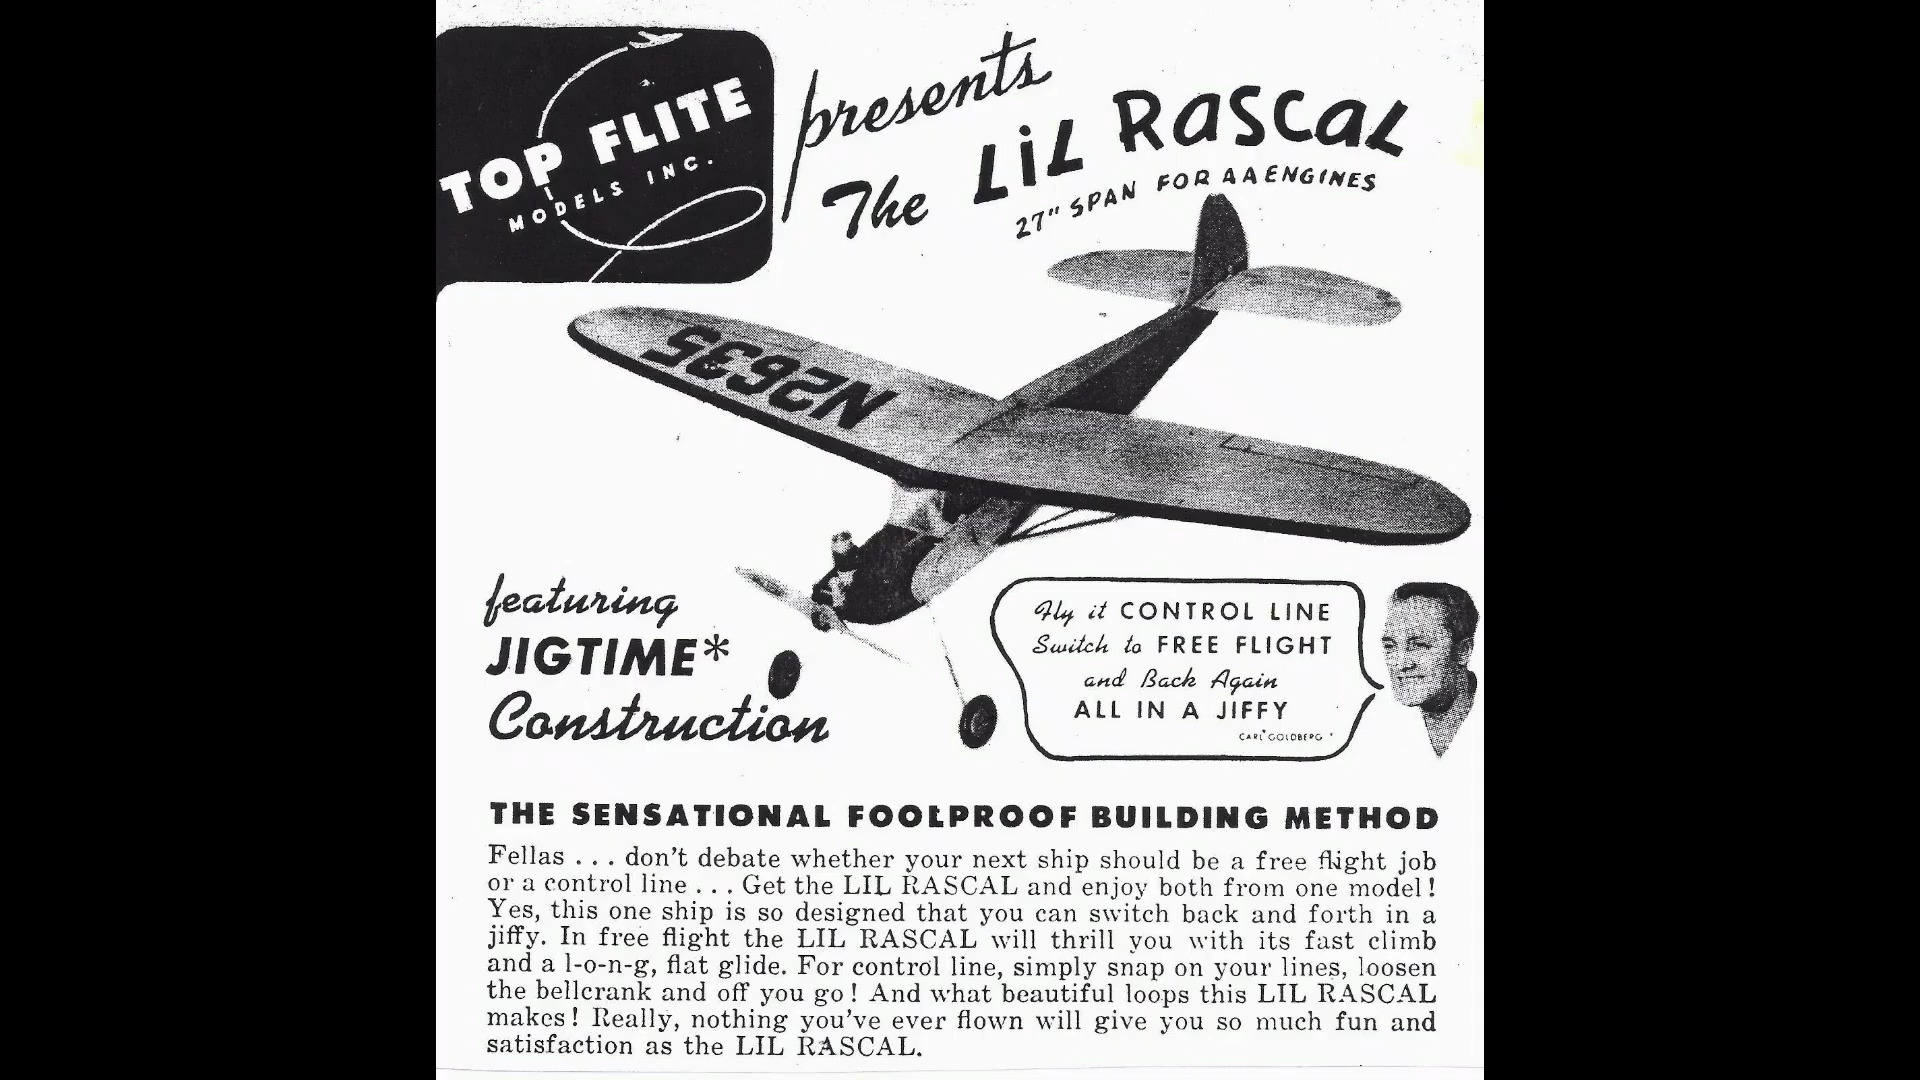 TOP FLITE
MODELS INC.
presents
The LiL RASCAL
27" SPAN FOR AA ENGINES
N2635
featuring
JIGTIME*
Construction
Fly it CONTROL LINE
Switch to FREE FLIGHT
and Back Again
ALL IN A JIFFY
CARL GOLDBERG
THE SENSATIONAL FOOLPROOF BUILDING METHOD
Fellas . . . don't debate whether your next ship should be a free flight job
or a control line . . . Get the LIL RASCAL and enjoy both from one model!
Yes, this one ship is so designed that you can switch back and forth in a
jiffy. In free flight the LIL RASCAL will thrill you with its fast climb
and a l-o-n-g, flat glide. For control line, simply snap on your lines, loosen
the bellcrank and off you go! And what beautiful loops this LIL RASCAL
makes! Really, nothing you've ever flown will give you so much fun and
satisfaction as the LIL RASCAL.